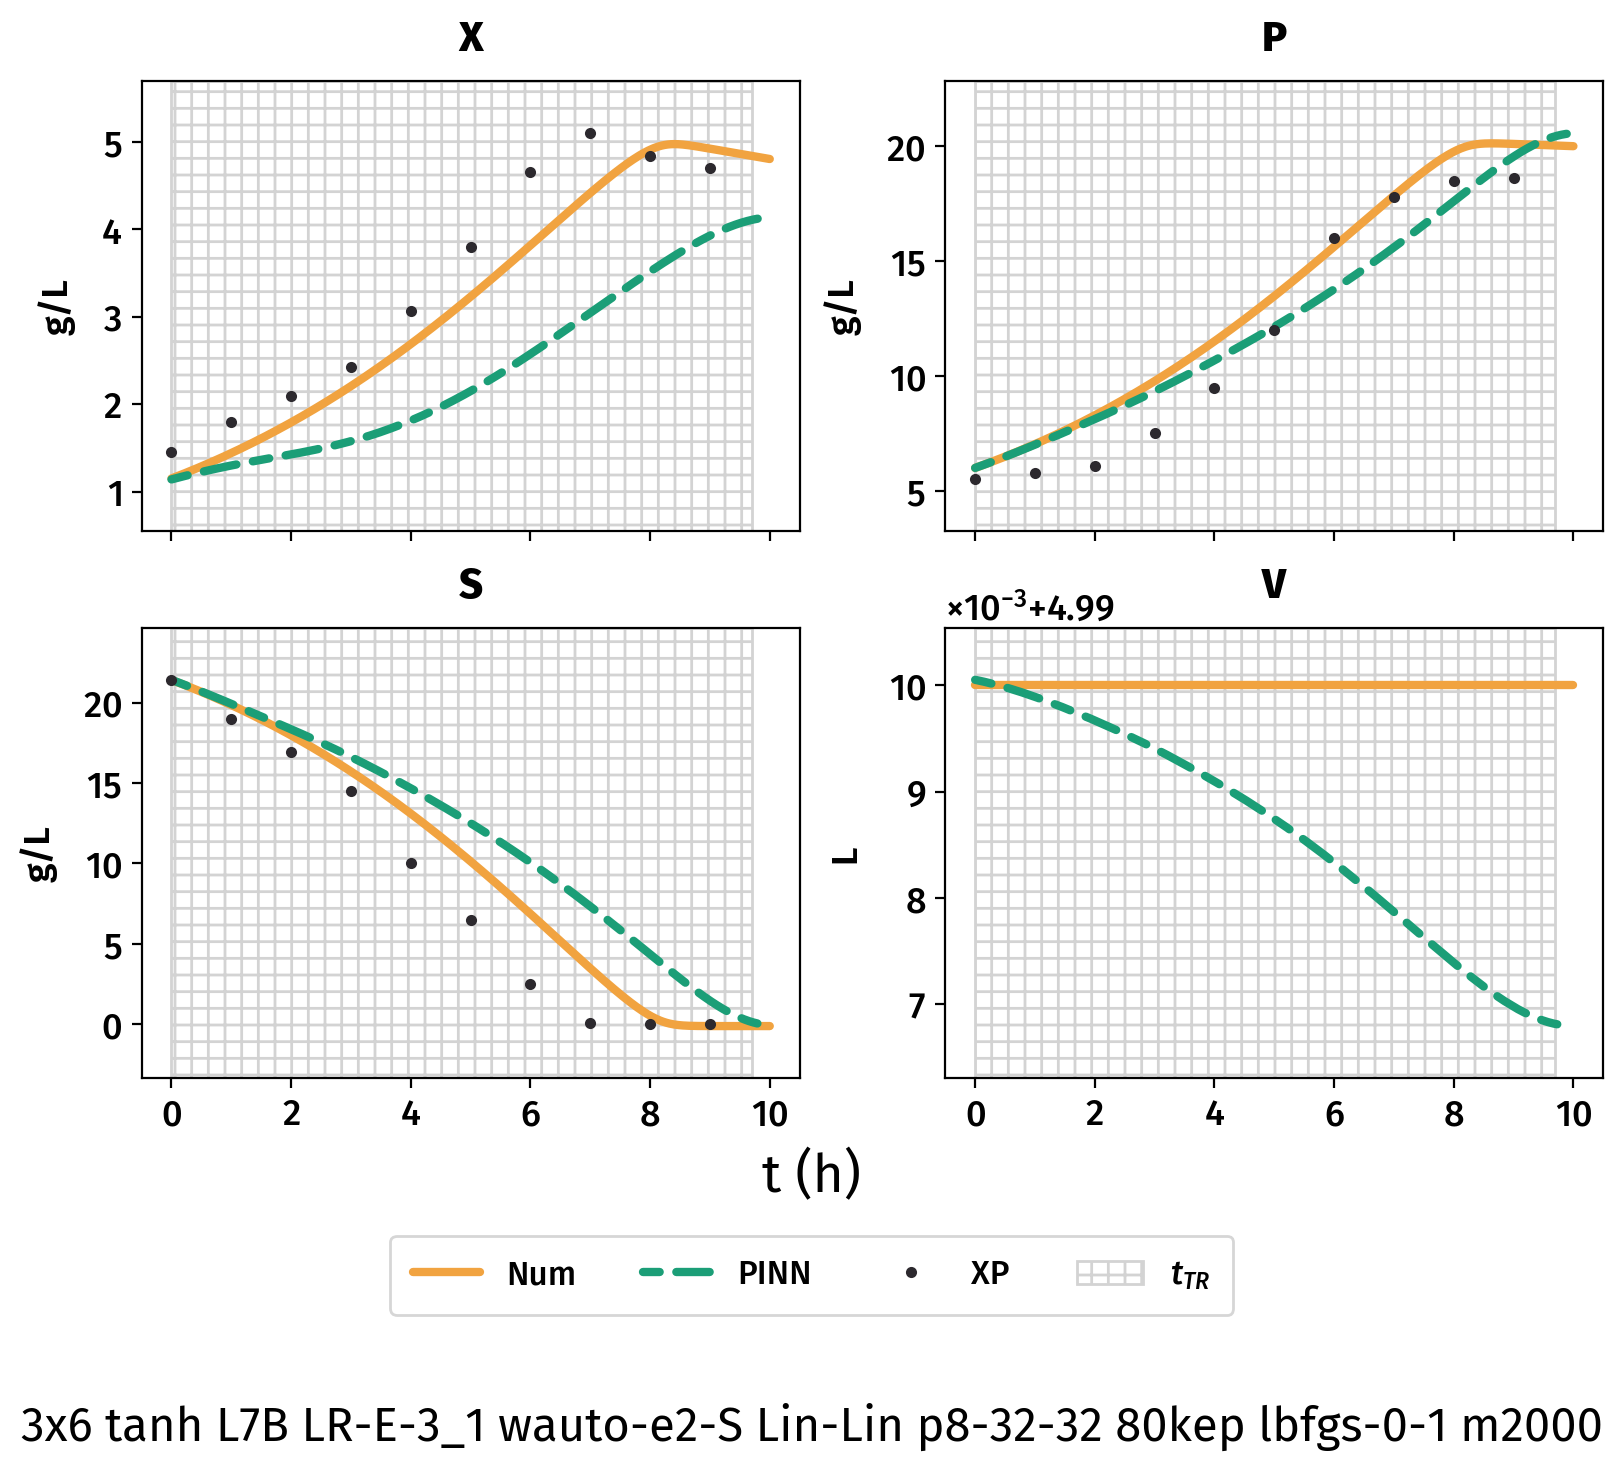 X
P
5
4
3
2
1
g/L
20
15
10
5
g/L
S
V
×10⁻³+4.99
20
15
10
5
0
g/L
10
9
8
7
L
0 2 4 6 8 10
0 2 4 6 8 10
t (h)
Num PINN XP t_TR
3x6 tanh L7B LR-E-3_1 wauto-e2-S Lin-Lin p8-32-32 80kep lbfgs-0-1 m2000